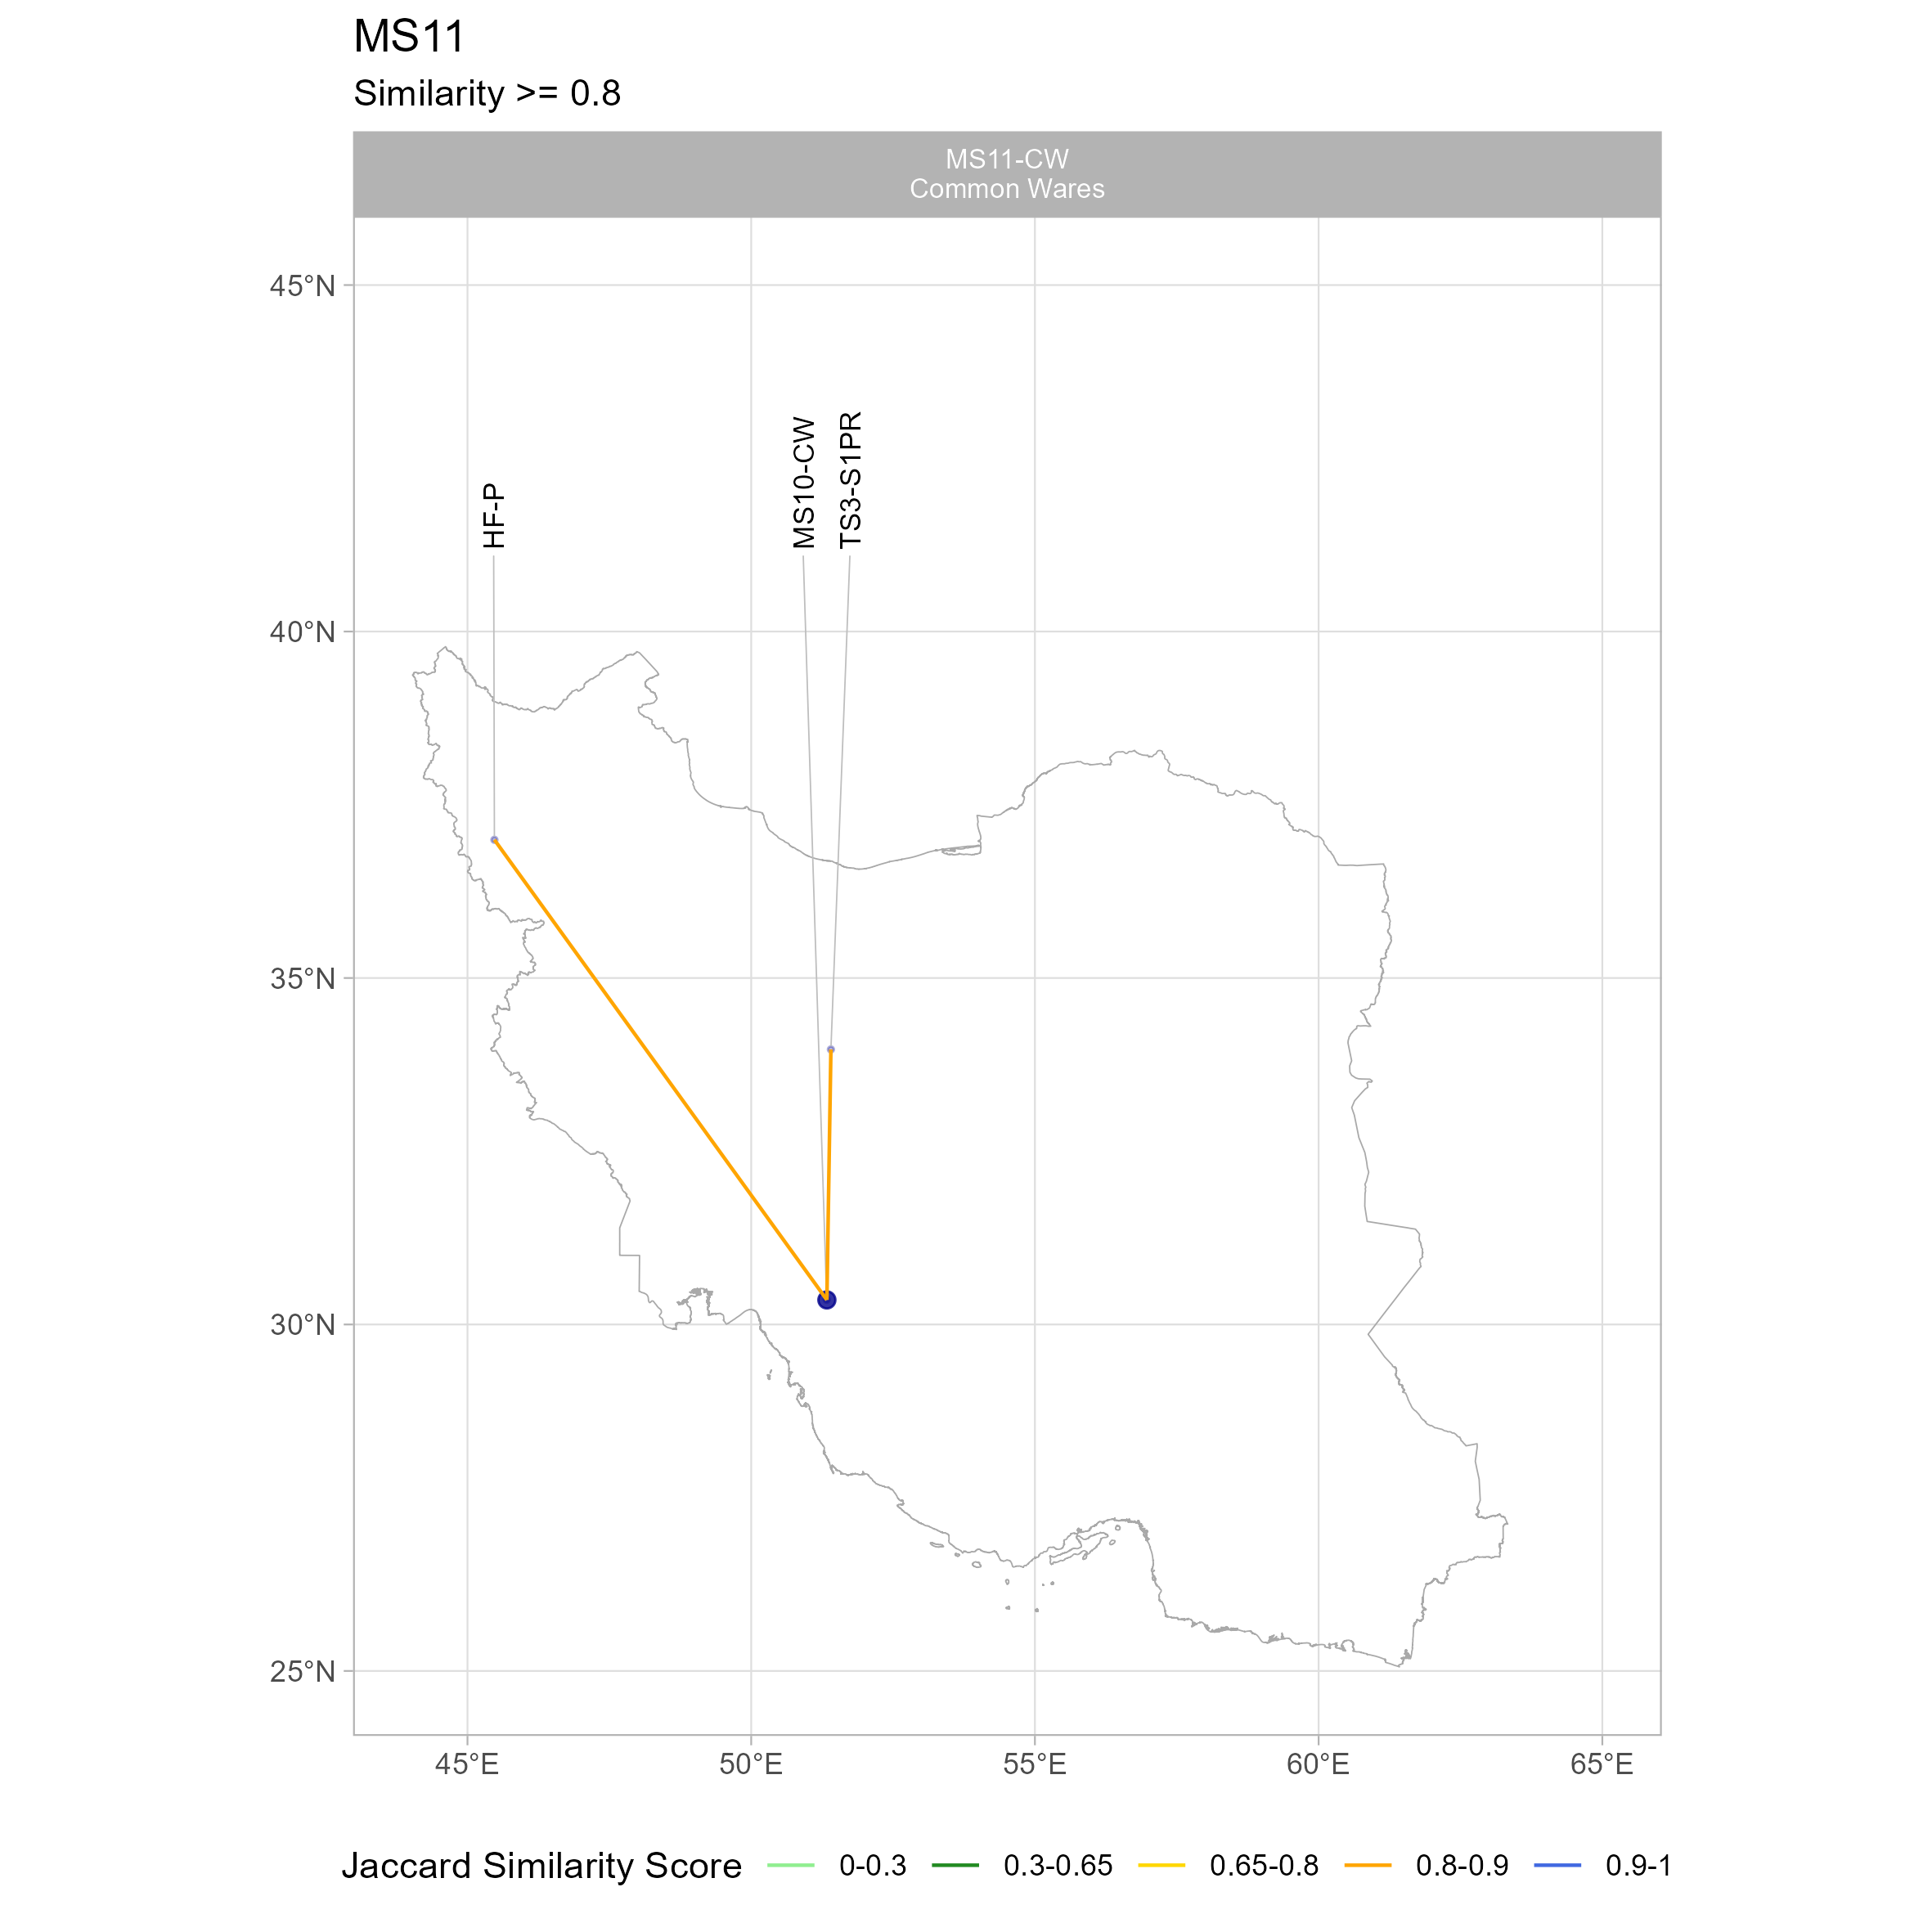 MS11
Similarity >= 0.8
MS11-CW
Common Wares
45°N
40°N
35°N
30°N
25°N
HF-P
MS10-CW
TS3-S1PR
45°E
50°E
55°E
60°E
65°E
Jaccard Similarity Score
0-0.3
0.3-0.65
0.65-0.8
0.8-0.9
0.9-1